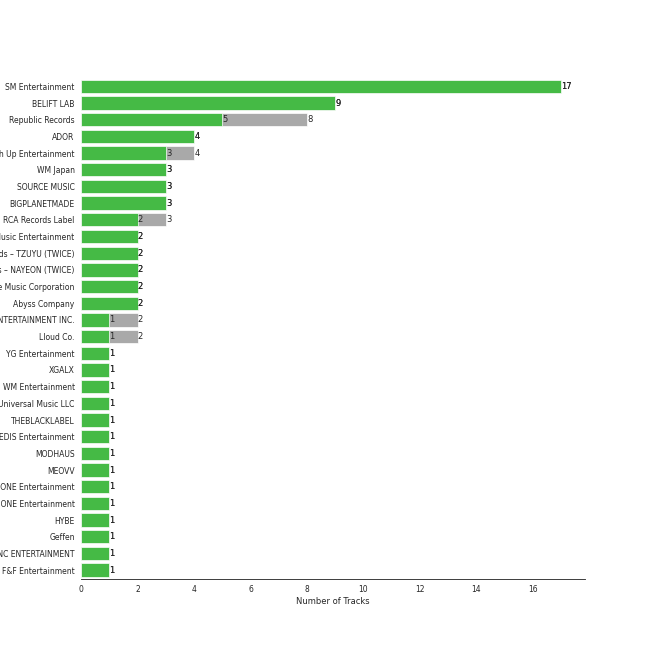 SM Entertainment 17
BELIFT LAB 9
Republic Records 5 8
ADOR 4
h Up Entertainment 3 4
WM Japan 3
SOURCE MUSIC 3
BIGPLANETMADE 3
RCA Records Label 2 3
usic Entertainment 2
ds – TZUYU (TWICE) 2
s – NAYEON (TWICE) 2
e Music Corporation 2
Abyss Company 2
NTERTAINMENT INC. 1 2
Lloud Co. 1 2
YG Entertainment 1
XGALX 1
WM Entertainment 1
Universal Music LLC 1
THEBLACKLABEL 1
EDIS Entertainment 1
MODHAUS 1
MEOVV 1
ONE Entertainment 1
ONE Entertainment 1
HYBE 1
Geffen 1
NC ENTERTAINMENT 1
F&F Entertainment 1
0 2 4 6 8 10 12 14 16
Number of Tracks